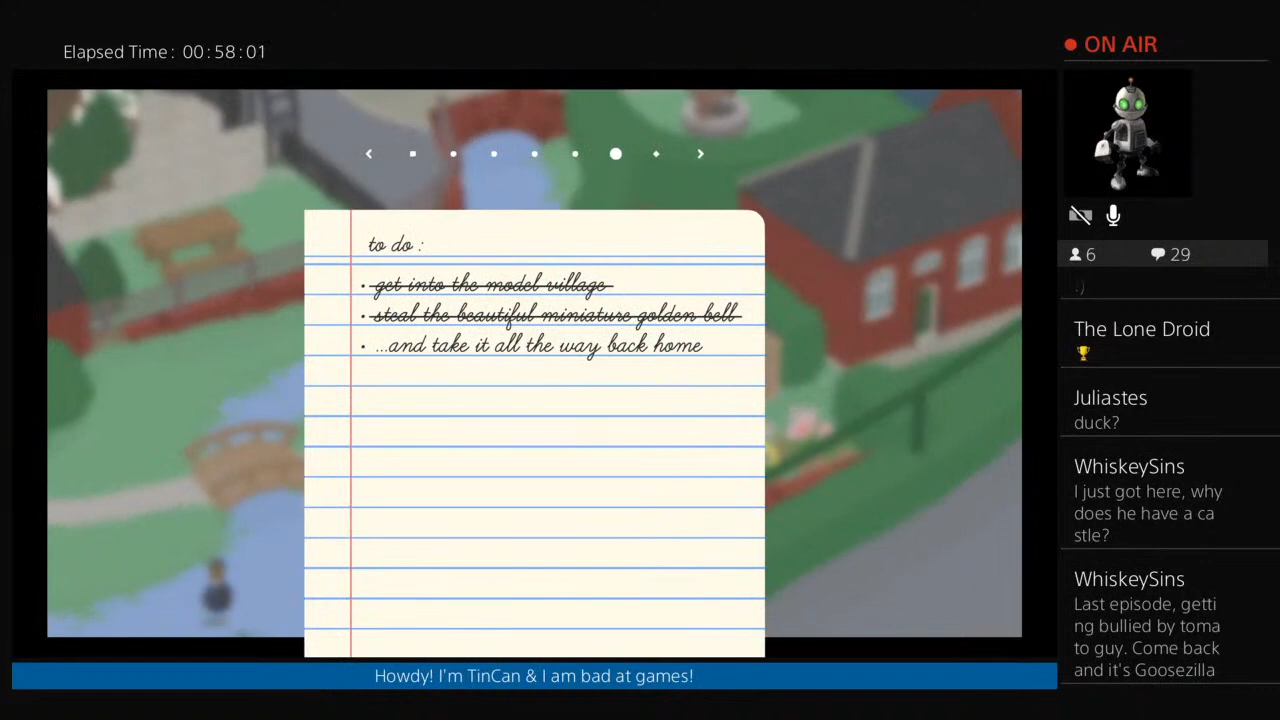 Elapsed Time: 00:58:01
ON AIR
6 29
:)
to do :
• get into the model village
• steal the beautiful miniature golden bell
• ...and take it all the way back home
The Lone Droid
🏆
Juliastes
duck?
WhiskeySins
I just got here, why
does he have a ca
stle?
WhiskeySins
Last episode, getti
ng bullied by toma
to guy. Come back
and it's Goosezilla
Howdy! I'm TinCan & I am bad at games!